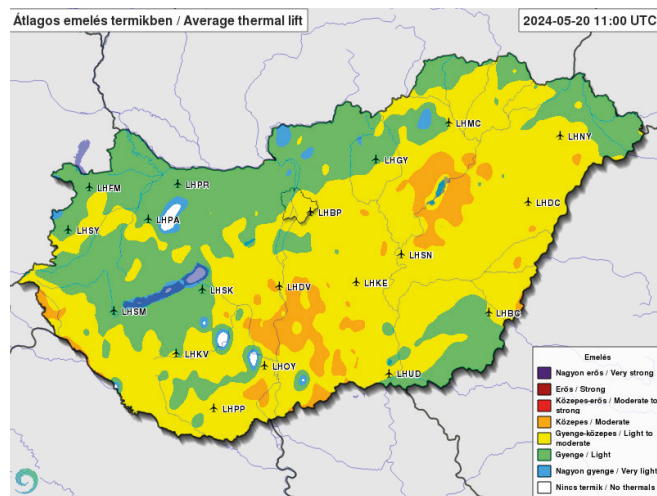 Átlagos emelés termikben / Average thermal lift
2024-05-20 11:00 UTC
LHMC
LHNY
LHGY
LHFM
LHPR
LHDC
LHPA
LHBP
LHSY
LHSN
LHSK
LHDV
LHKE
LHSM
LHBC
LHKV
LHOY
LHUD
LHPP
Emelés
Nagyon erős / Very strong
Erős / Strong
Közepes-erős / Moderate to
strong
Közepes / Moderate
Gyenge-közepes / Light to
moderate
Gyenge / Light
Nagyon gyenge / Very light
Nincs termik / No thermals